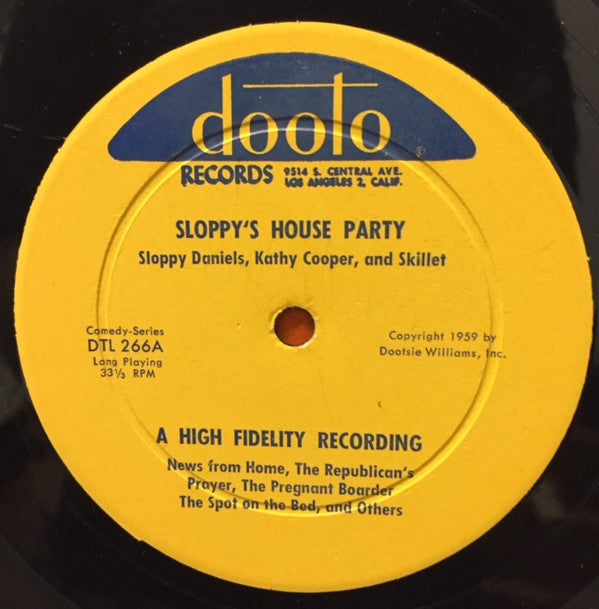 dooto
©
RECORDS 9514 S. CENTRAL AVE.
LOS ANGELES 2, CALIF.
SLOPPY'S HOUSE PARTY
Sloppy Daniels, Kathy Cooper, and Skillet
Comedy-Series
DTL 266A
Long Playing
33⅓ RPM
Copyright 1959 by
Dootsie Williams, Inc.
A HIGH FIDELITY RECORDING
News from Home, The Republican's
Prayer, The Pregnant Boarder
The Spot on the Bed, and Others